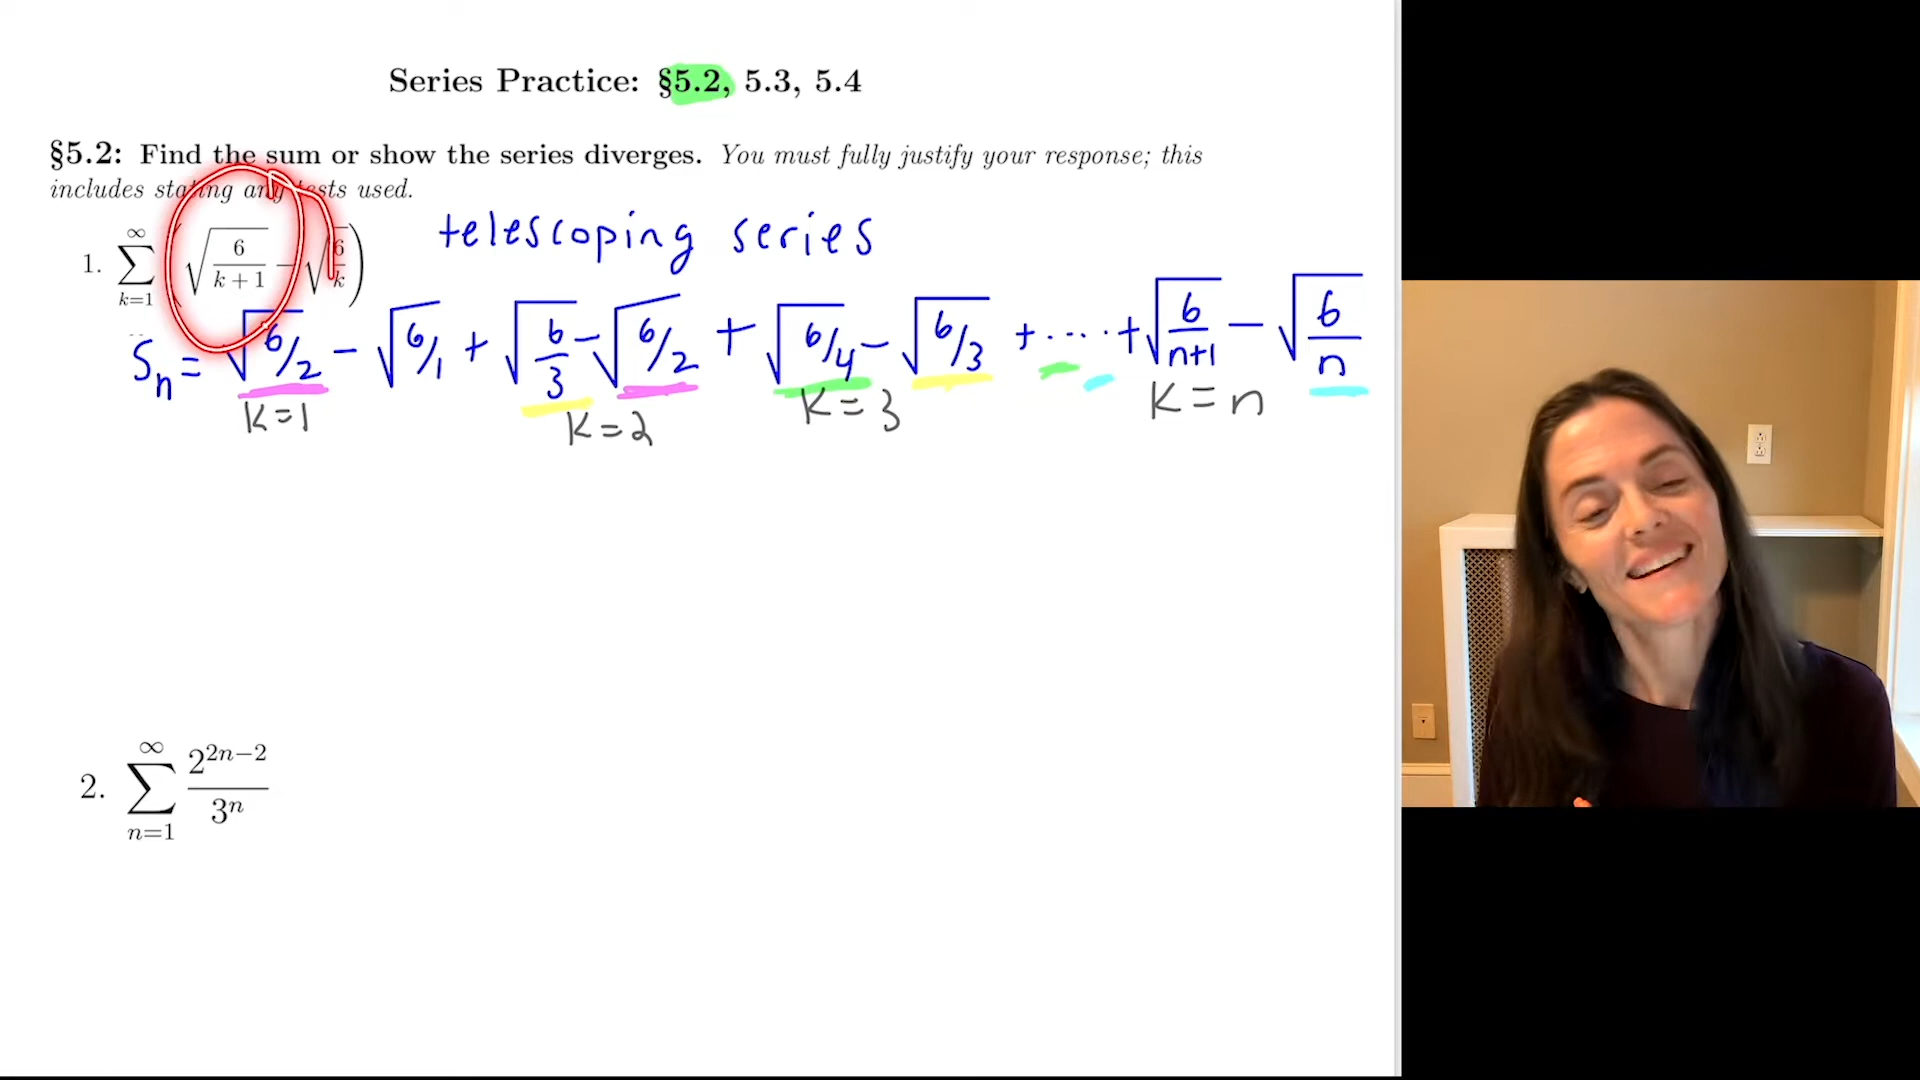 Series Practice: §5.2, 5.3, 5.4
§5.2: Find the sum or show the series diverges. You must fully justify your response; this
includes stating any tests used.
1. ∑_{k=1}^{∞} (√(6/(k+1)) − √(6/k))
telescoping series
Sₙ = √(6/2) − √(6/1) + √(6/3) − √(6/2) + √(6/4) − √(6/3) + ..... + √(6/(n+1)) − √(6/n)
K=1 K=2 K=3 K=n
2. ∑_{n=1}^{∞} 2^{2n−2}/3^n